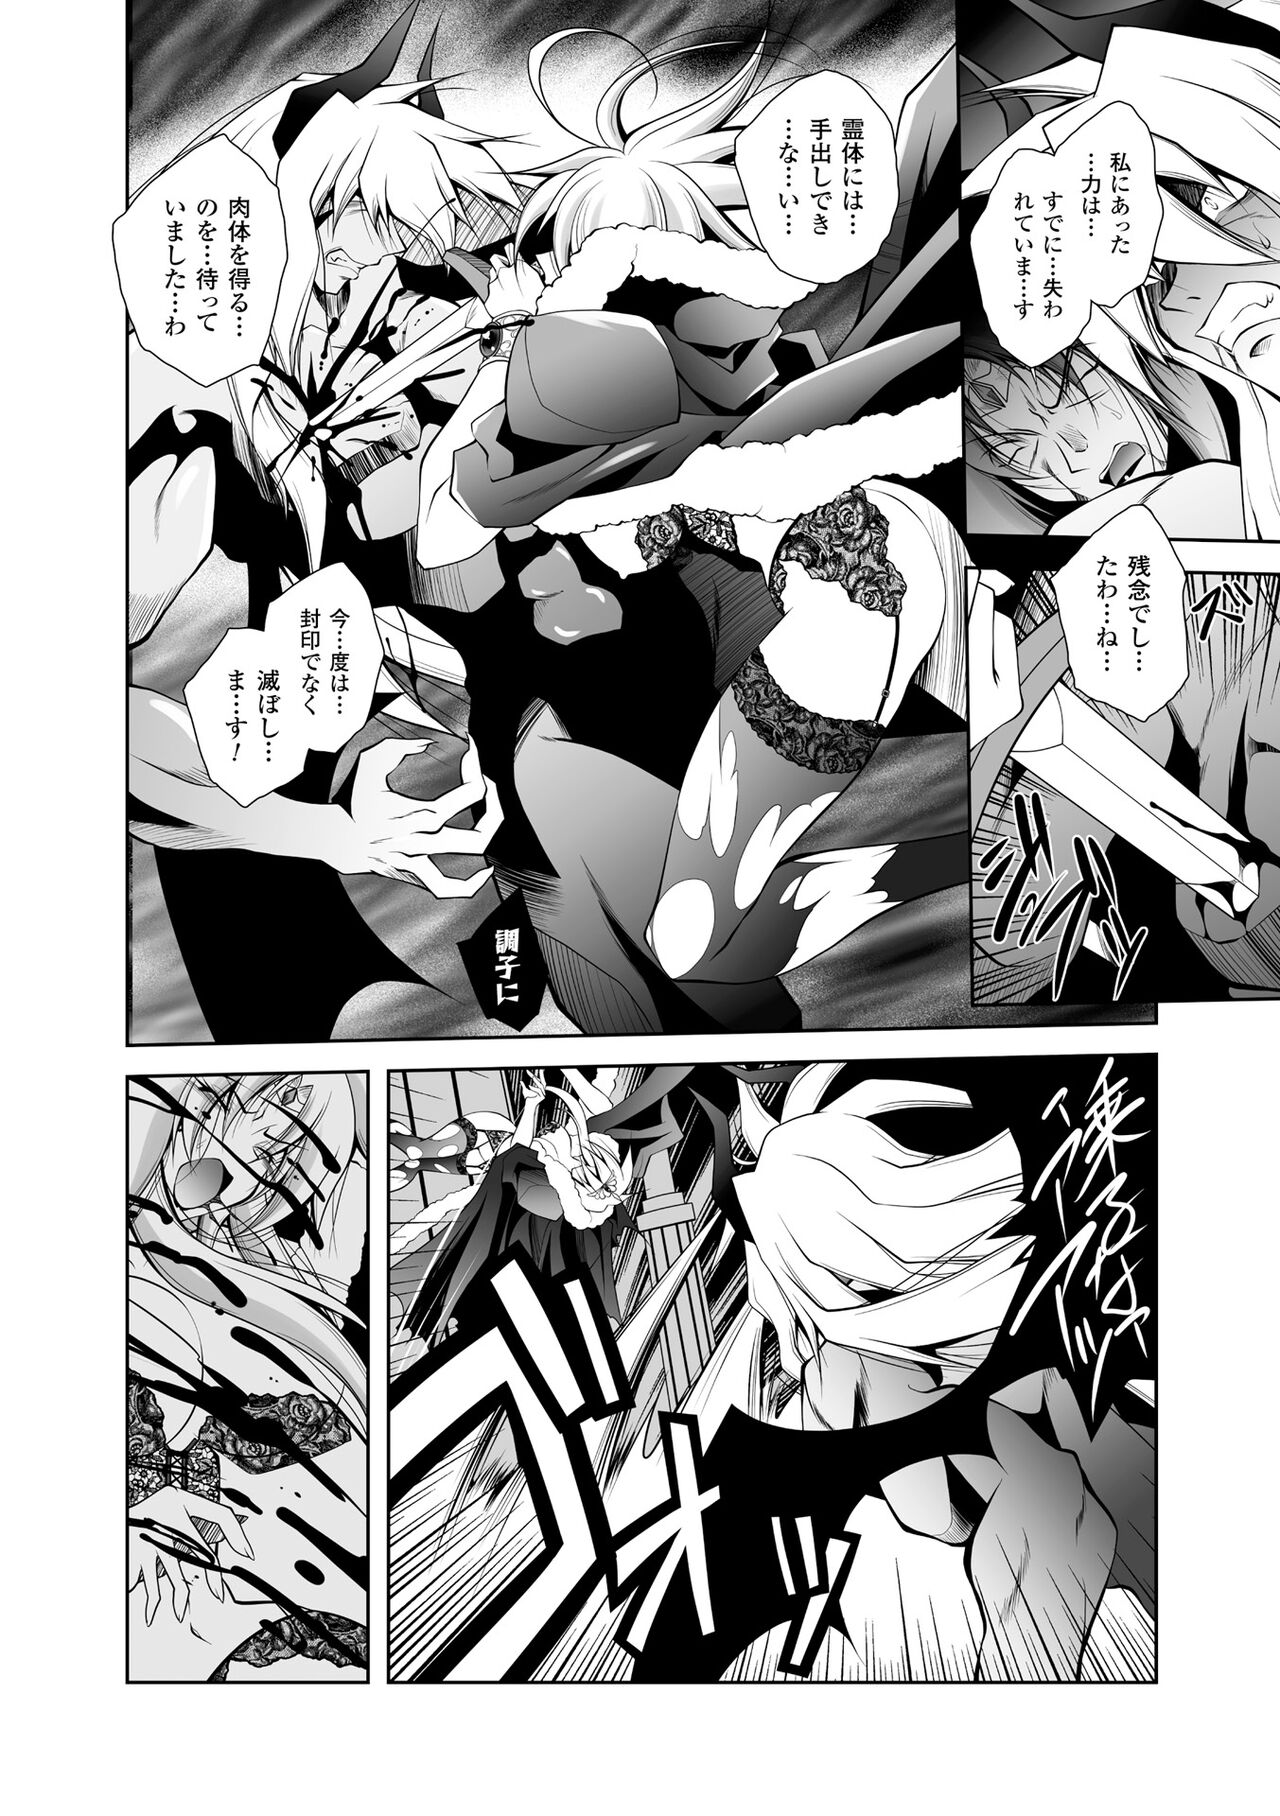 私にあった
…力は…
すでに…失わ
れていま…す
残念でし…
たわ…ね…
ズ
ズッ
霊体には…
手出しでき
…な…い…
肉体を得る…
のを…待って
いました…わ
今…度は…
封印でなく
滅ぼし…
ま…す！
調子に
乗るなァ
ゴオッ